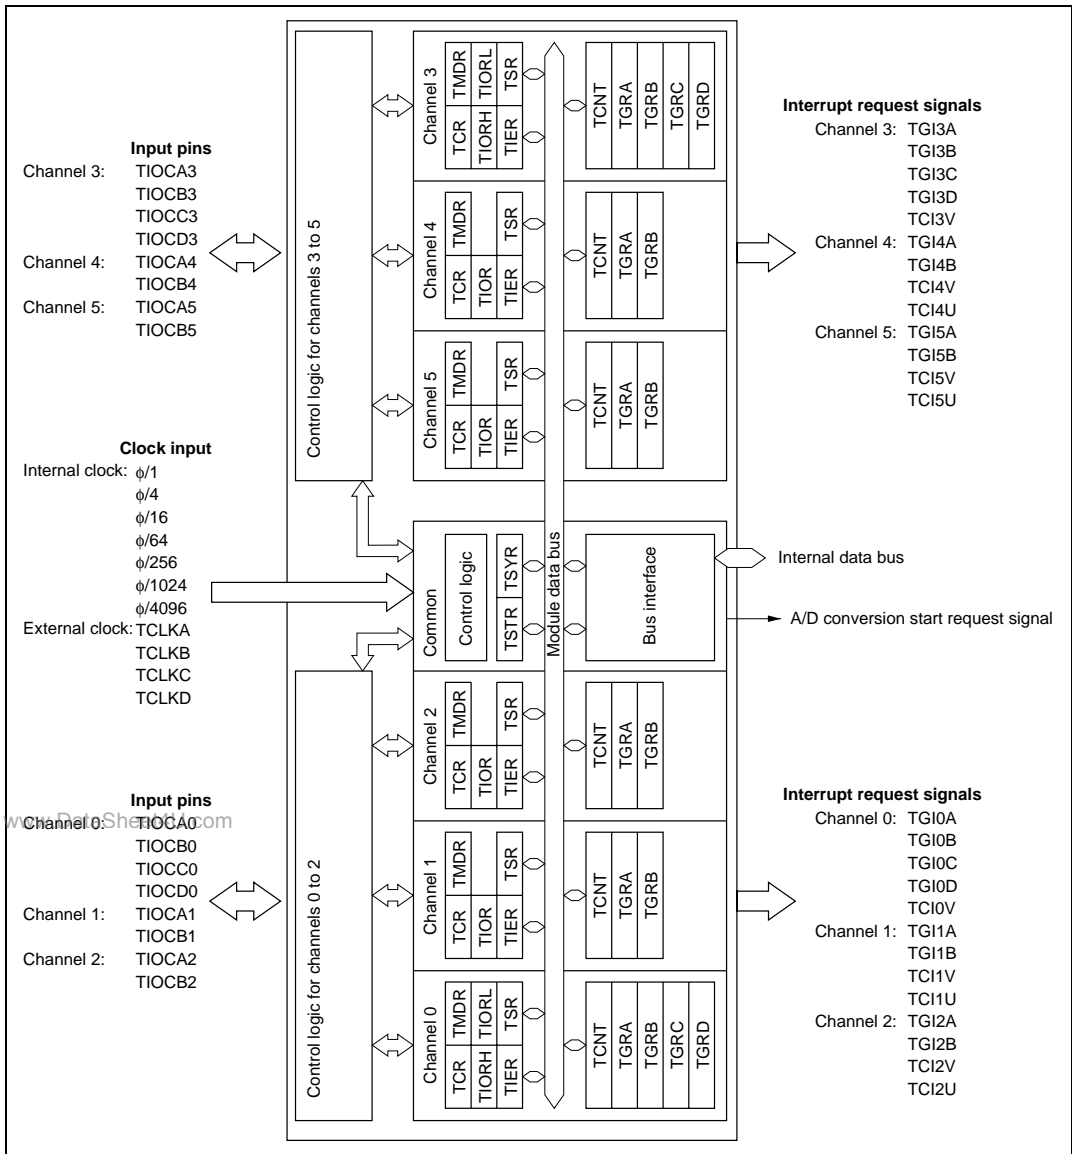 Input pins
Channel 3: TIOCA3
TIOCB3
TIOCC3
TIOCD3
Channel 4: TIOCA4
TIOCB4
Channel 5: TIOCA5
TIOCB5
Clock input
Internal clock: ϕ/1
ϕ/4
ϕ/16
ϕ/64
ϕ/256
ϕ/1024
ϕ/4096
External clock: TCLKA
TCLKB
TCLKC
TCLKD
Input pins
www.DataSheet4U.com
Channel 0: TIOCA0
TIOCB0
TIOCC0
TIOCD0
Channel 1: TIOCA1
TIOCB1
Channel 2: TIOCA2
TIOCB2
Control logic for channels 3 to 5
Control logic for channels 0 to 2
Channel 3
TCR TMDR
TIORH TIORL
TIER TSR
TCNT
TGRA
TGRB
TGRC
TGRD
Channel 4
TCR TMDR
TIOR
TIER TSR
TCNT
TGRA
TGRB
Channel 5
TCR TMDR
TIOR
TIER TSR
TCNT
TGRA
TGRB
Common
Control logic
TSTR TSYR
Module data bus
Bus interface
Channel 2
TCR TMDR
TIOR
TIER TSR
TCNT
TGRA
TGRB
Channel 1
TCR TMDR
TIOR
TIER TSR
TCNT
TGRA
TGRB
Channel 0
TCR TMDR
TIORH TIORL
TIER TSR
TCNT
TGRA
TGRB
TGRC
TGRD
Interrupt request signals
Channel 3: TGI3A
TGI3B
TGI3C
TGI3D
TCI3V
Channel 4: TGI4A
TGI4B
TCI4V
TCI4U
Channel 5: TGI5A
TGI5B
TCI5V
TCI5U
Internal data bus
A/D conversion start request signal
Interrupt request signals
Channel 0: TGI0A
TGI0B
TGI0C
TGI0D
TCI0V
Channel 1: TGI1A
TGI1B
TCI1V
TCI1U
Channel 2: TGI2A
TGI2B
TCI2V
TCI2U